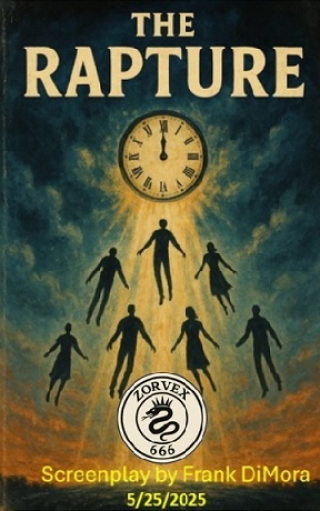 THE
RAPTURE
ZORVEX
666
Screenplay by Frank DiMora
5/25/2025